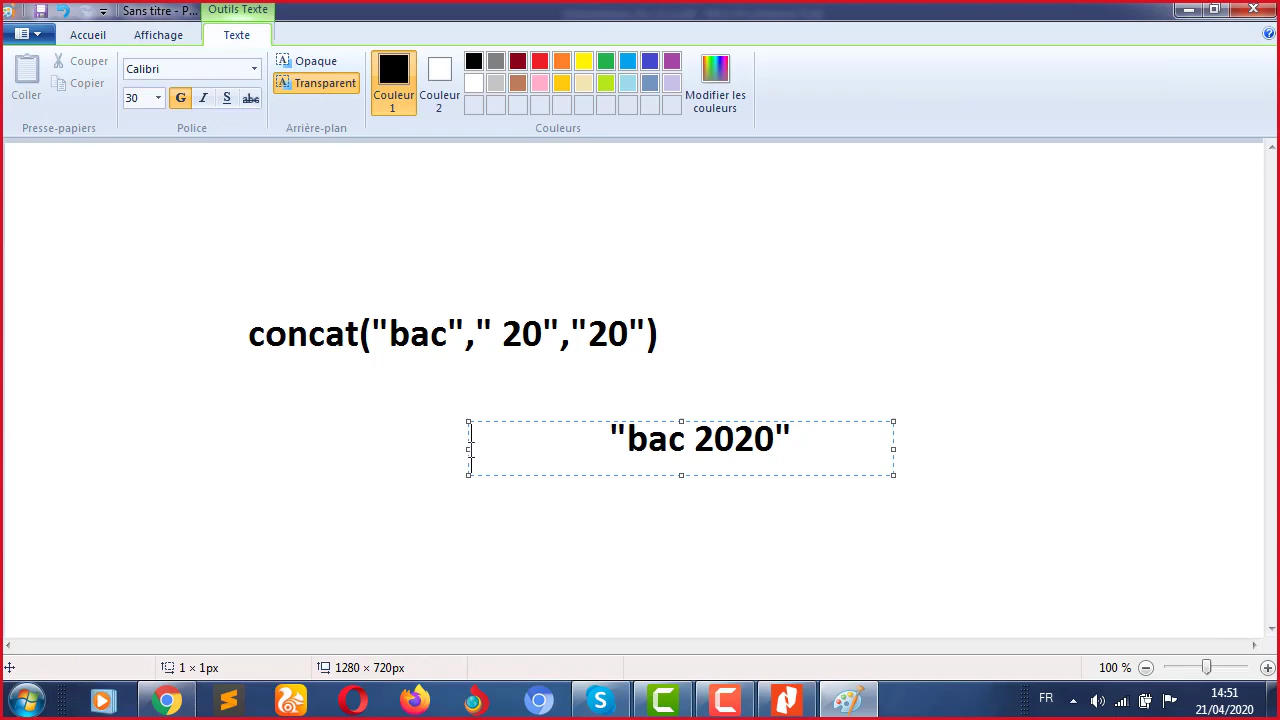 Sans titre - P...
Outils Texte
Accueil
Affichage
Texte
Coller
Couper
Copier
Presse-papiers
Calibri
30
G I S abc
Police
Opaque
Transparent
Arrière-plan
Couleur 1
Couleur 2
Modifier les couleurs
Couleurs
concat("bac"," 20","20")
"bac 2020"
1 × 1px
1280 × 720px
100 %
FR
14:51
21/04/2020